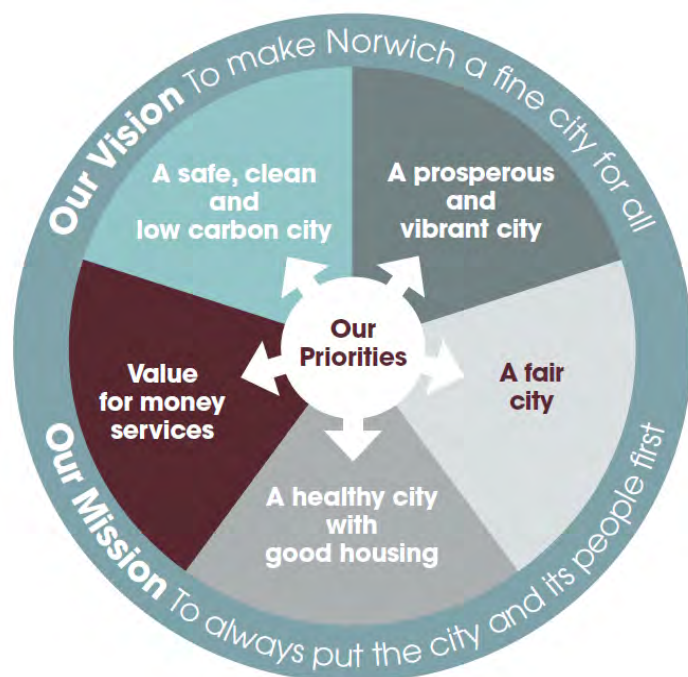 Our Vision To make Norwich a fine city for all
A safe, clean
and
low carbon city
A prosperous
and
vibrant city
Our
Priorities
Value
for money
services
A fair
city
A healthy city
with
good housing
Our Mission To always put the city and its people first